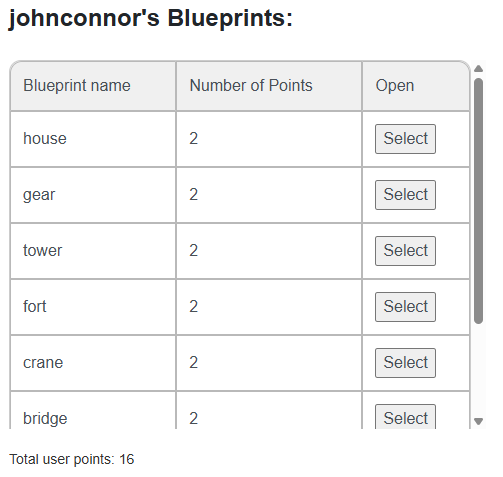 johnconnor's Blueprints:
Blueprint name Number of Points Open
house 2 Select
gear 2 Select
tower 2 Select
fort 2 Select
crane 2 Select
bridge 2 Select
Total user points: 16